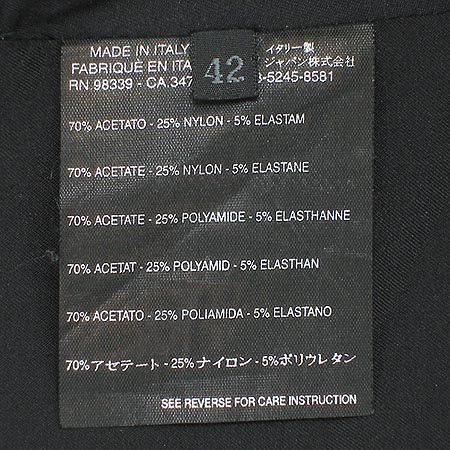 MADE IN ITALY イタリー製
FABRIQUÉ EN ITA ジャパン株式会社
RN.98339 - CA.347 -5245-8581
42
70% ACETATO - 25% NYLON - 5% ELASTAM
70% ACETATE - 25% NYLON - 5% ELASTANE
70% ACETATE - 25% POLYAMIDE - 5% ELASTHANNE
70% ACETAT - 25% POLYAMID - 5% ELASTHAN
70% ACETATO - 25% POLIAMIDA - 5% ELASTANO
70%アセテート - 25%ナイロン - 5%ポリウレタン
SEE REVERSE FOR CARE INSTRUCTION